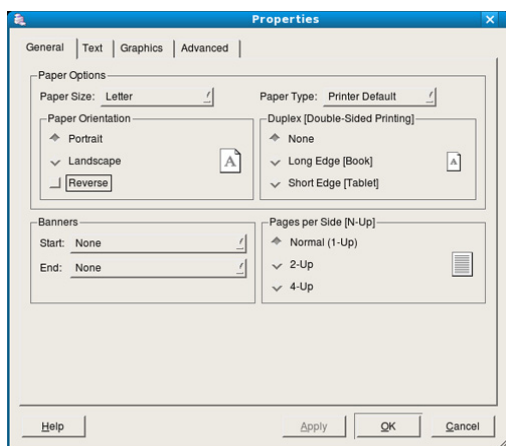 Properties
General Text Graphics Advanced
Paper Options
Paper Size: Letter Paper Type: Printer Default
Paper Orientation
Portrait
Landscape
Reverse
A
Duplex [Double-Sided Printing]
None
Long Edge [Book]
Short Edge [Tablet]
A
Banners
Start: None
End: None
Pages per Side [N-Up]
Normal (1-Up)
2-Up
4-Up
Help Apply OK Cancel